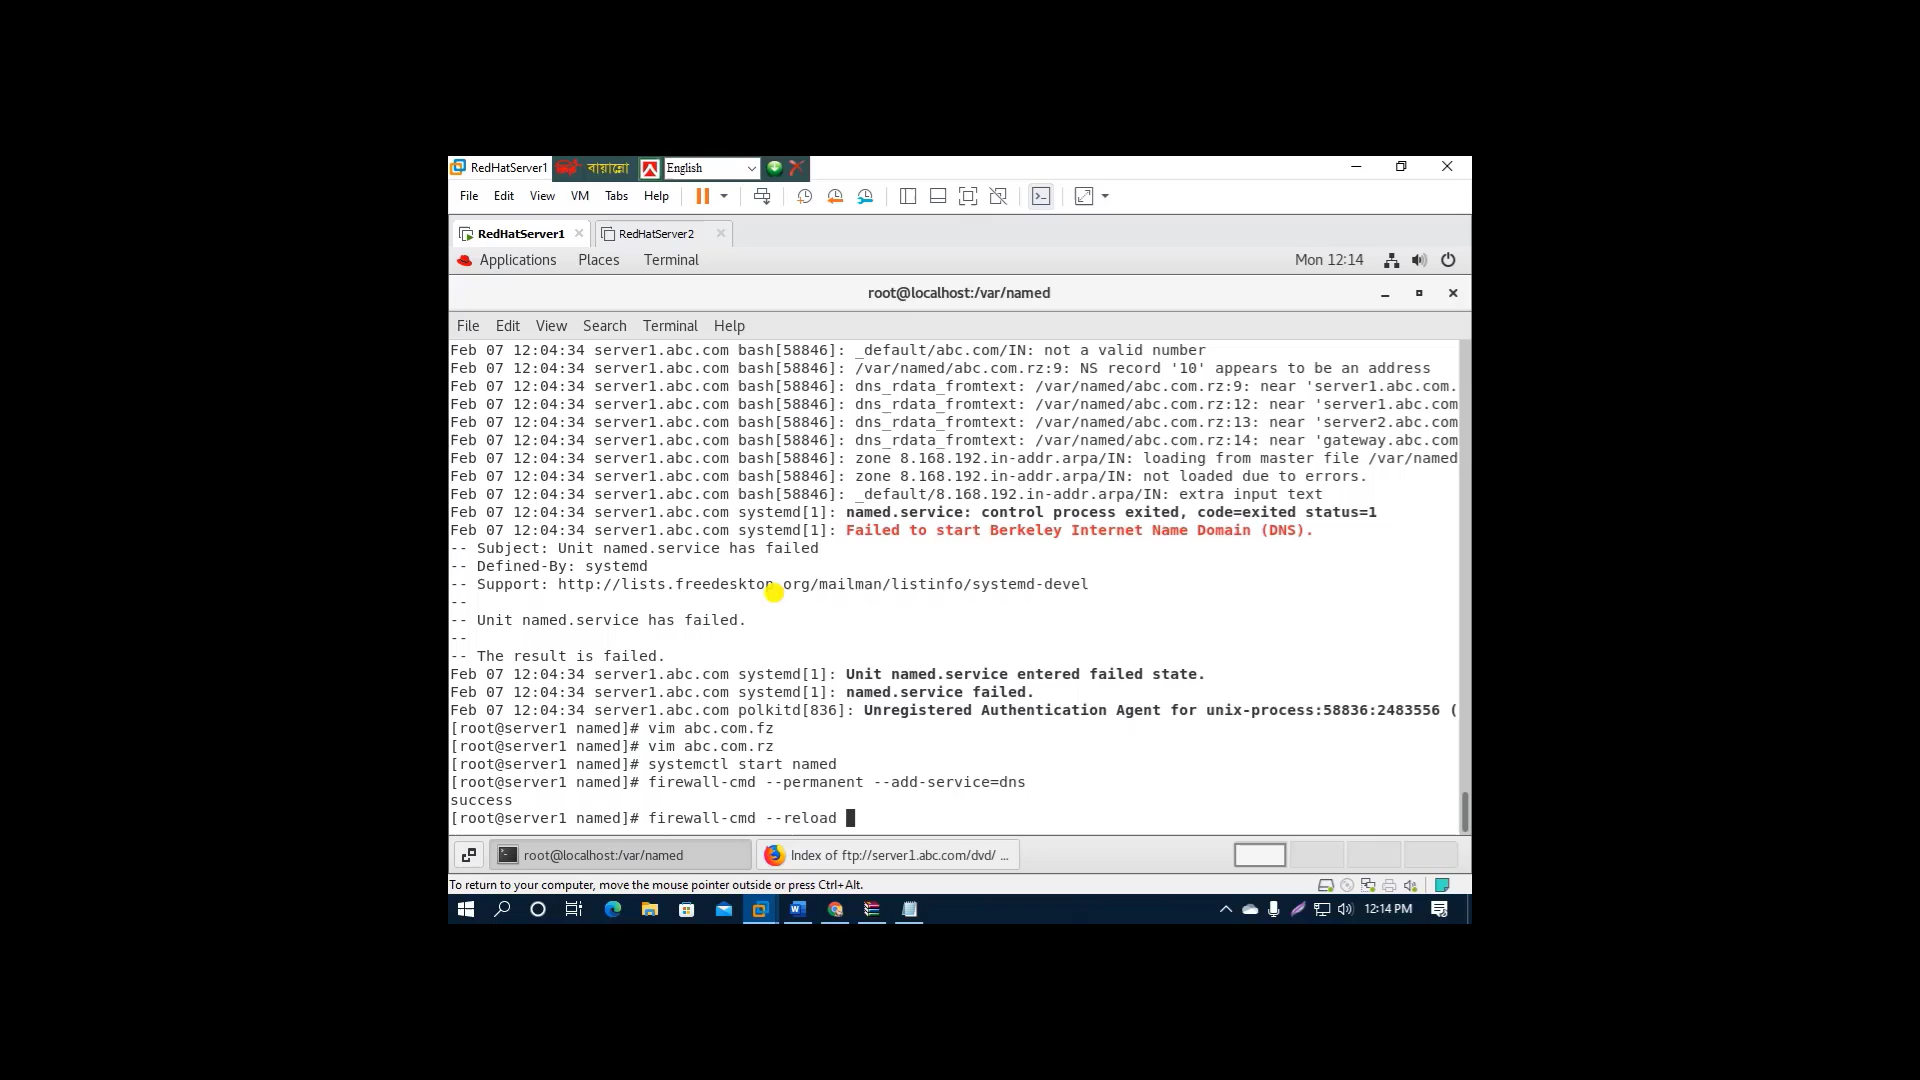 RedHatServer1 বায়ান্নো English
File Edit View VM Tabs Help
RedHatServer1 RedHatServer2
Applications Places Terminal Mon 12:14
root@localhost:/var/named
File Edit View Search Terminal Help
Feb 07 12:04:34 server1.abc.com bash[58846]: _default/abc.com/IN: not a valid number
Feb 07 12:04:34 server1.abc.com bash[58846]: /var/named/abc.com.rz:9: NS record '10' appears to be an address
Feb 07 12:04:34 server1.abc.com bash[58846]: dns_rdata_fromtext: /var/named/abc.com.rz:9: near 'server1.abc.com.
Feb 07 12:04:34 server1.abc.com bash[58846]: dns_rdata_fromtext: /var/named/abc.com.rz:12: near 'server1.abc.com
Feb 07 12:04:34 server1.abc.com bash[58846]: dns_rdata_fromtext: /var/named/abc.com.rz:13: near 'server2.abc.com
Feb 07 12:04:34 server1.abc.com bash[58846]: dns_rdata_fromtext: /var/named/abc.com.rz:14: near 'gateway.abc.com
Feb 07 12:04:34 server1.abc.com bash[58846]: zone 8.168.192.in-addr.arpa/IN: loading from master file /var/named
Feb 07 12:04:34 server1.abc.com bash[58846]: zone 8.168.192.in-addr.arpa/IN: not loaded due to errors.
Feb 07 12:04:34 server1.abc.com bash[58846]: _default/8.168.192.in-addr.arpa/IN: extra input text
Feb 07 12:04:34 server1.abc.com systemd[1]: named.service: control process exited, code=exited status=1
Feb 07 12:04:34 server1.abc.com systemd[1]: Failed to start Berkeley Internet Name Domain (DNS).
-- Subject: Unit named.service has failed
-- Defined-By: systemd
-- Support: http://lists.freedesktop.org/mailman/listinfo/systemd-devel
--
-- Unit named.service has failed.
--
-- The result is failed.
Feb 07 12:04:34 server1.abc.com systemd[1]: Unit named.service entered failed state.
Feb 07 12:04:34 server1.abc.com systemd[1]: named.service failed.
Feb 07 12:04:34 server1.abc.com polkitd[836]: Unregistered Authentication Agent for unix-process:58836:2483556 (
[root@server1 named]# vim abc.com.fz
[root@server1 named]# vim abc.com.rz
[root@server1 named]# systemctl start named
[root@server1 named]# firewall-cmd --permanent --add-service=dns
success
[root@server1 named]# firewall-cmd --reload
root@localhost:/var/named Index of ftp://server1.abc.com/dvd/ ...
To return to your computer, move the mouse pointer outside or press Ctrl+Alt.
12:14 PM